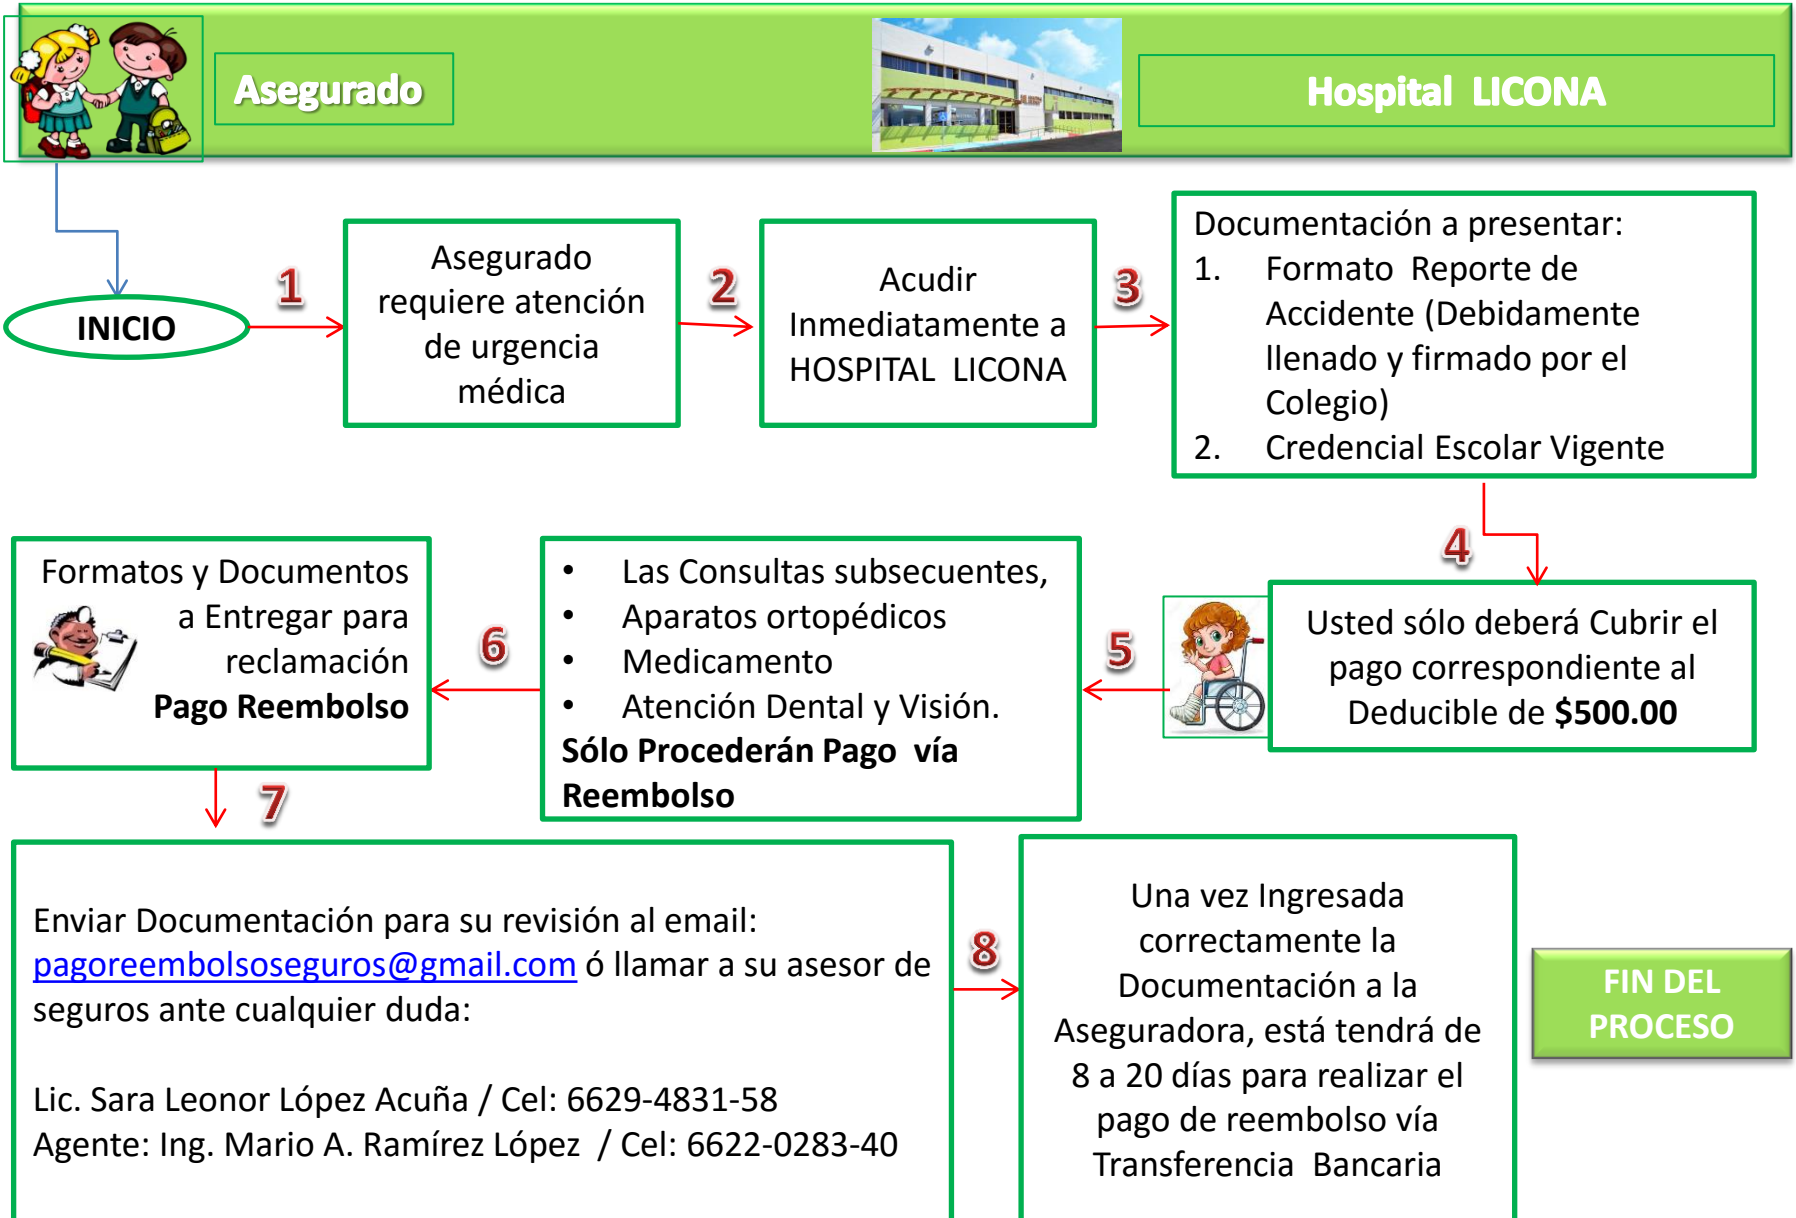 Asegurado
Hospital LICONA
INICIO
1
Asegurado
requiere atención
de urgencia
médica
2
Acudir
Inmediatamente a
HOSPITAL LICONA
3
Documentación a presentar:
1. Formato Reporte de
Accidente (Debidamente
llenado y firmado por el
Colegio)
2. Credencial Escolar Vigente
4
Usted sólo deberá Cubrir el
pago correspondiente al
Deducible de $500.00
5
• Las Consultas subsecuentes,
• Aparatos ortopédicos
• Medicamento
• Atención Dental y Visión.
Sólo Procederán Pago vía
Reembolso
6
Formatos y Documentos
a Entregar para
reclamación
Pago Reembolso
7
Enviar Documentación para su revisión al email:
pagoreembolsoseguros@gmail.com ó llamar a su asesor de
seguros ante cualquier duda:
Lic. Sara Leonor López Acuña / Cel: 6629-4831-58
Agente: Ing. Mario A. Ramírez López / Cel: 6622-0283-40
8
Una vez Ingresada
correctamente la
Documentación a la
Aseguradora, está tendrá de
8 a 20 días para realizar el
pago de reembolso vía
Transferencia Bancaria
FIN DEL
PROCESO